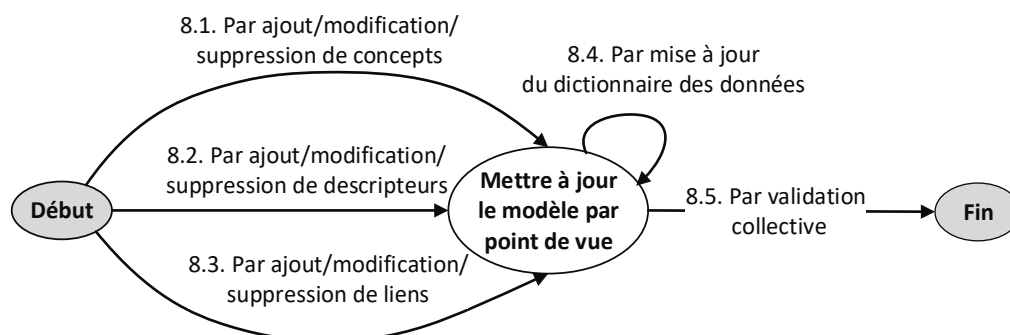 8.1. Par ajout/modification/
suppression de concepts
8.4. Par mise à jour
du dictionnaire des données
8.2. Par ajout/modification/
suppression de descripteurs
Début
Mettre à jour
le modèle par
point de vue
8.5. Par validation
collective
Fin
8.3. Par ajout/modification/
suppression de liens